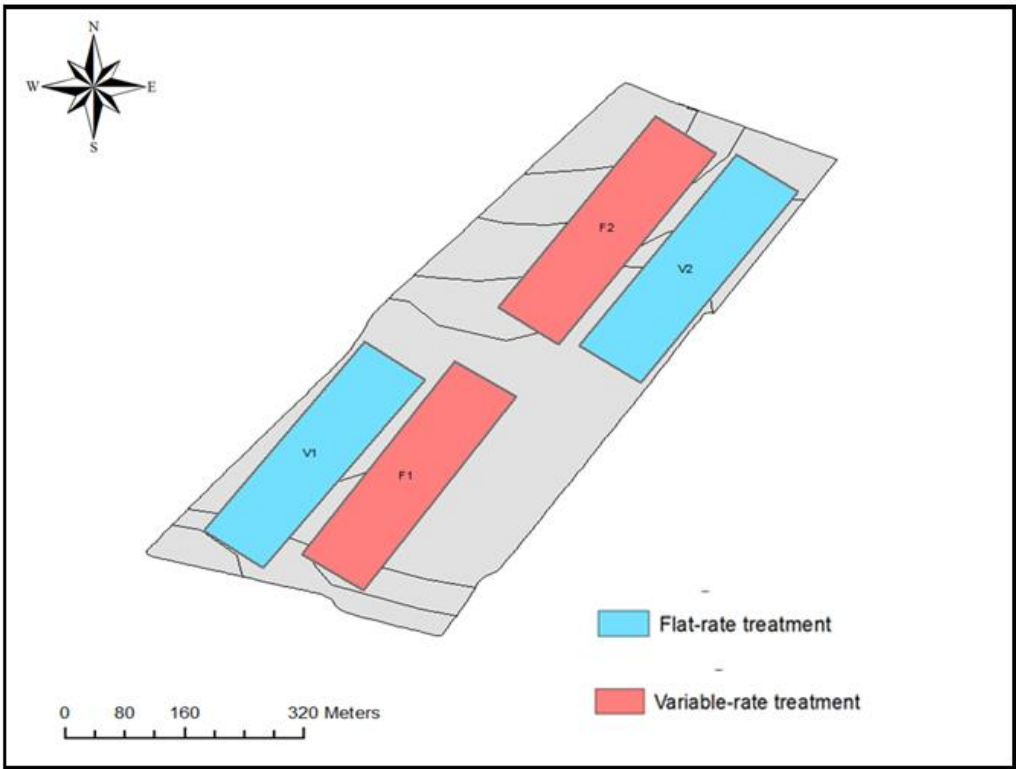 N
W E
S
F2
V2
V1
F1
Flat-rate treatment
Variable-rate treatment
0 80 160 320 Meters